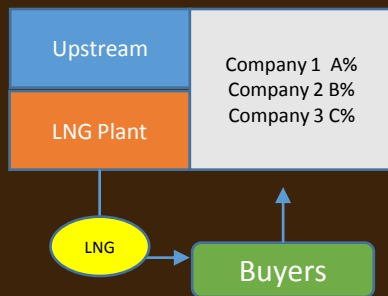 Upstream
LNG Plant
Company 1 A%
Company 2 B%
Company 3 C%
LNG
Buyers